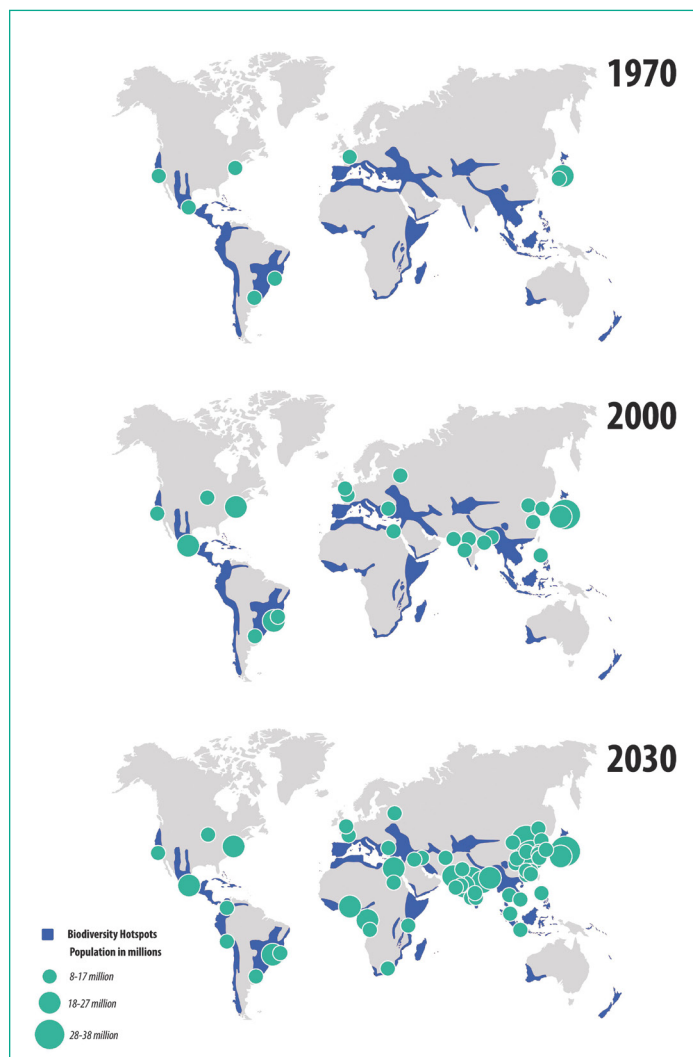 1970
2000
2030
Biodiversity Hotspots
Population in millions
8-17 million
18-27 million
28-38 million